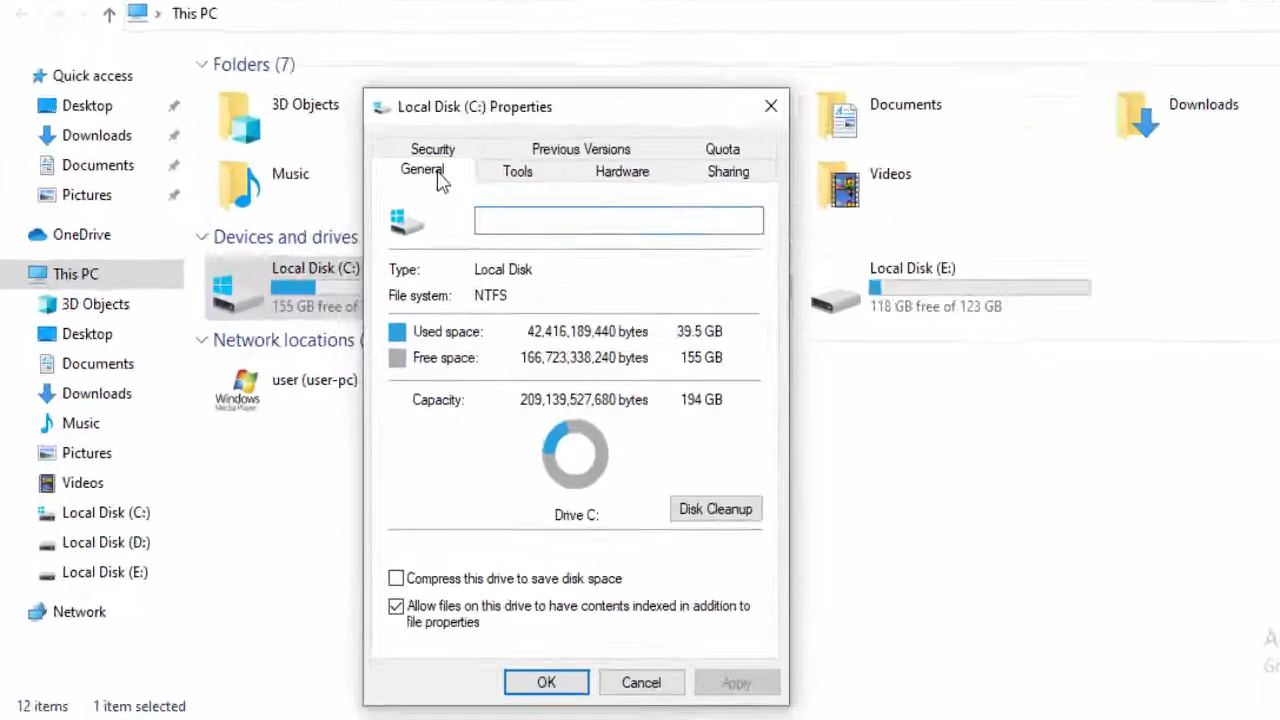 This PC
Quick access
Desktop
Downloads
Documents
Pictures
OneDrive
This PC
3D Objects
Desktop
Downloads
Documents
Music
Pictures
Videos
Local Disk (C:)
Local Disk (D:)
Local Disk (E:)
Network
Folders (7)
3D Objects
Music
Devices and drives
Local Disk (C:)
155 GB free of
Network locations (
user (user-pc)
Windows
Media Player
Documents
Downloads
Videos
Local Disk (E:)
118 GB free of 123 GB
Local Disk (C:) Properties
Security Previous Versions Quota
General Tools Hardware Sharing
Type: Local Disk
File system: NTFS
Used space: 42,416,189,440 bytes 39.5 GB
Free space: 166,723,338,240 bytes 155 GB
Capacity: 209,139,527,680 bytes 194 GB
Drive C:
Disk Cleanup
Compress this drive to save disk space
Allow files on this drive to have contents indexed in addition to
file properties
OK Cancel Apply
12 items 1 item selected